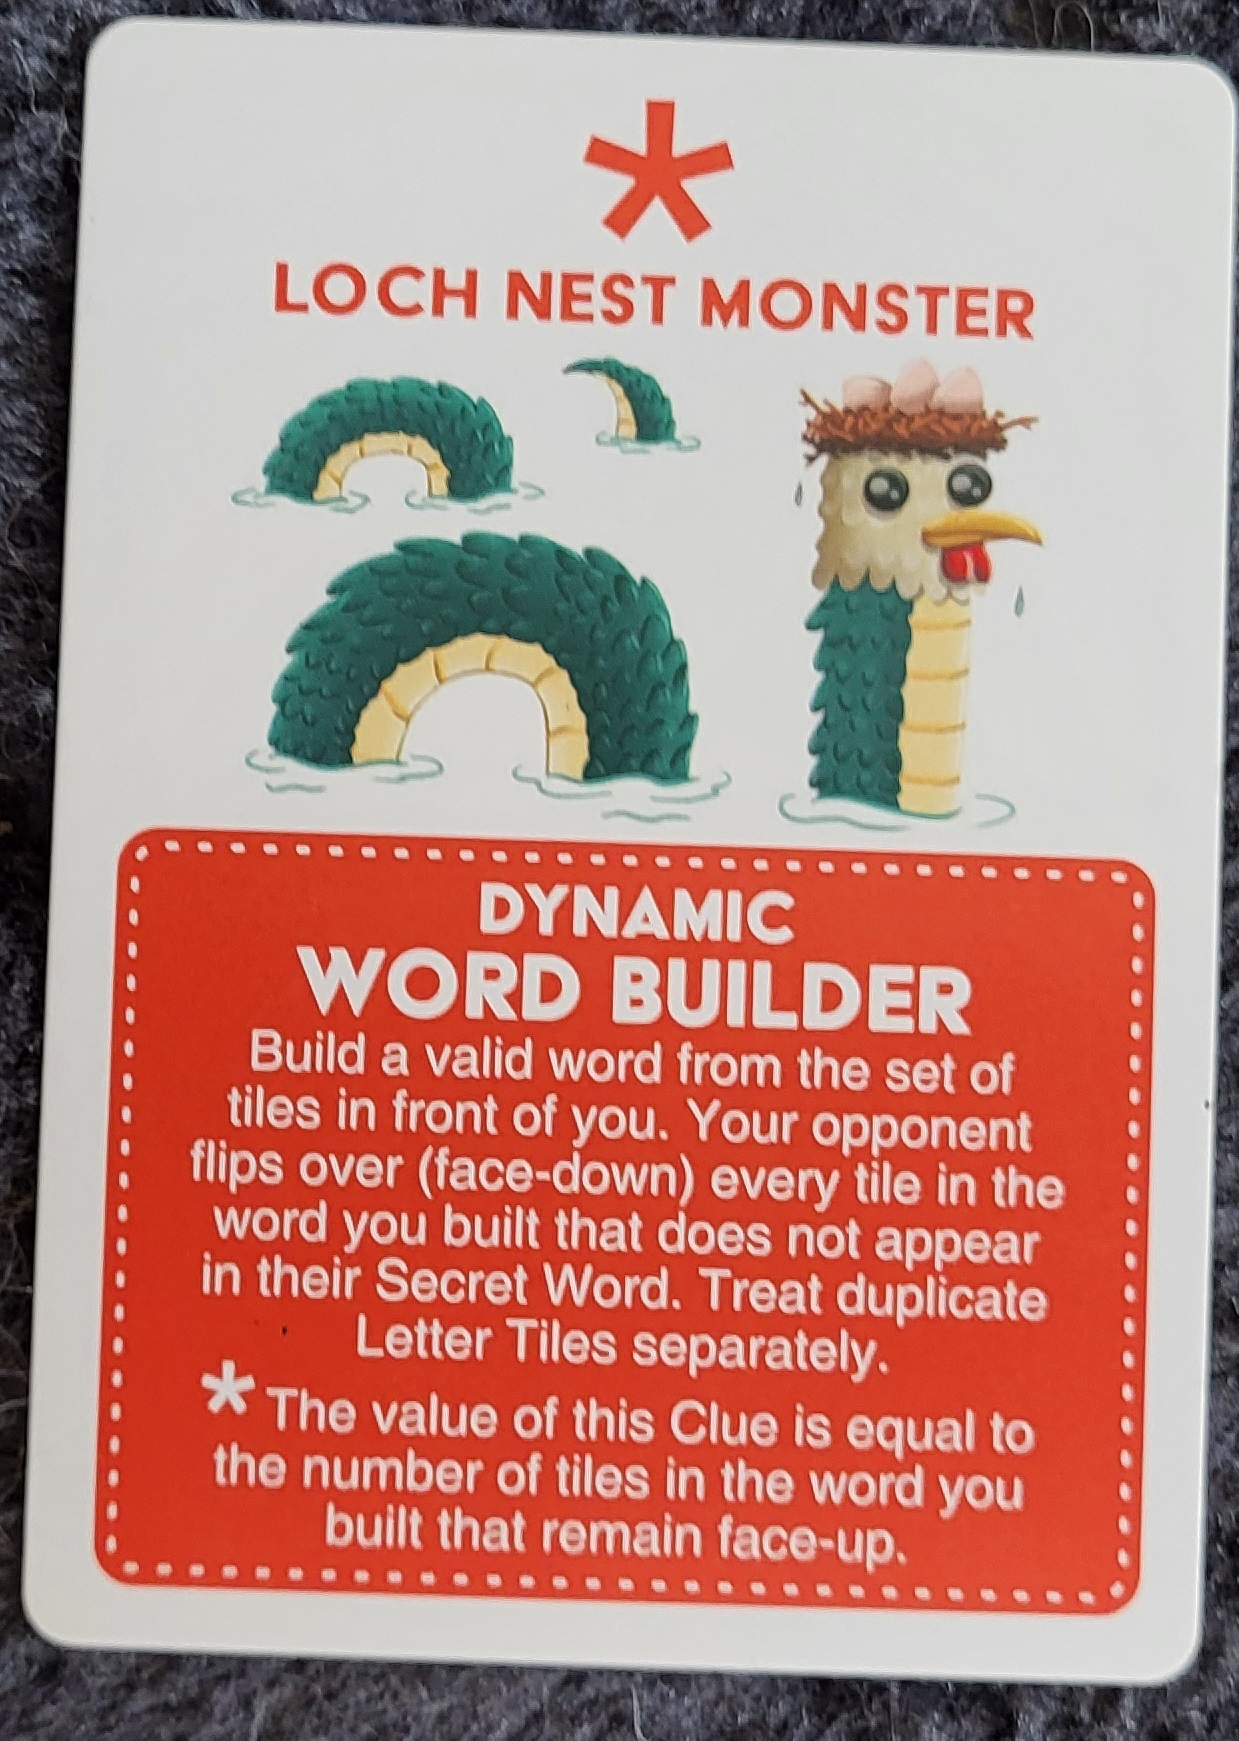 *
LOCH NEST MONSTER
DYNAMIC
WORD BUILDER
Build a valid word from the set of
tiles in front of you. Your opponent
flips over (face-down) every tile in the
word you built that does not appear
in their Secret Word. Treat duplicate
Letter Tiles separately.
* The value of this Clue is equal to
the number of tiles in the word you
built that remain face-up.